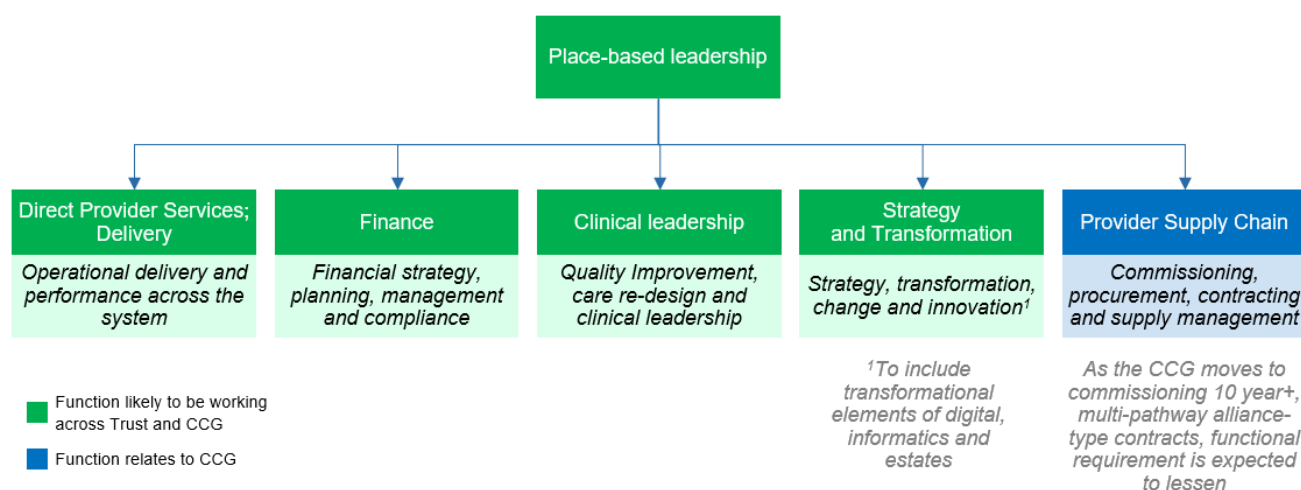 Place-based leadership
Direct Provider Services;
Delivery
Operational delivery and
performance across the
system
Finance
Financial strategy,
planning, management
and compliance
Clinical leadership
Quality Improvement,
care re-design and
clinical leadership
Strategy
and Transformation
Strategy, transformation,
change and innovation¹
¹To include
transformational
elements of digital,
informatics and
estates
Provider Supply Chain
Commissioning,
procurement, contracting
and supply management
As the CCG moves to
commissioning 10 year+,
multi-pathway alliance-
type contracts, functional
requirement is expected
to lessen
Function likely to be working
across Trust and CCG
Function relates to CCG